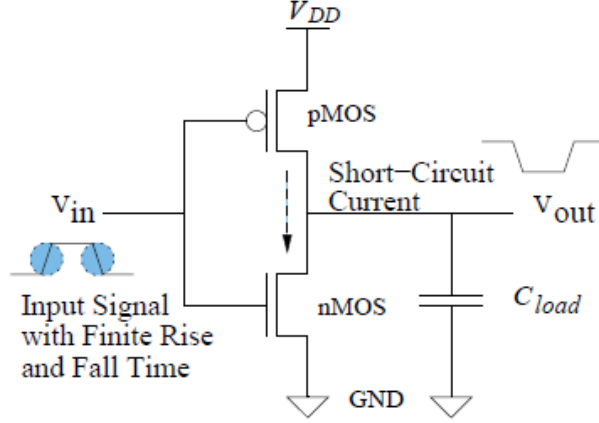 VDD
pMOS
Short−Circuit
Current
Vin
Vout
Input Signal
with Finite Rise
and Fall Time
nMOS
Cload
GND